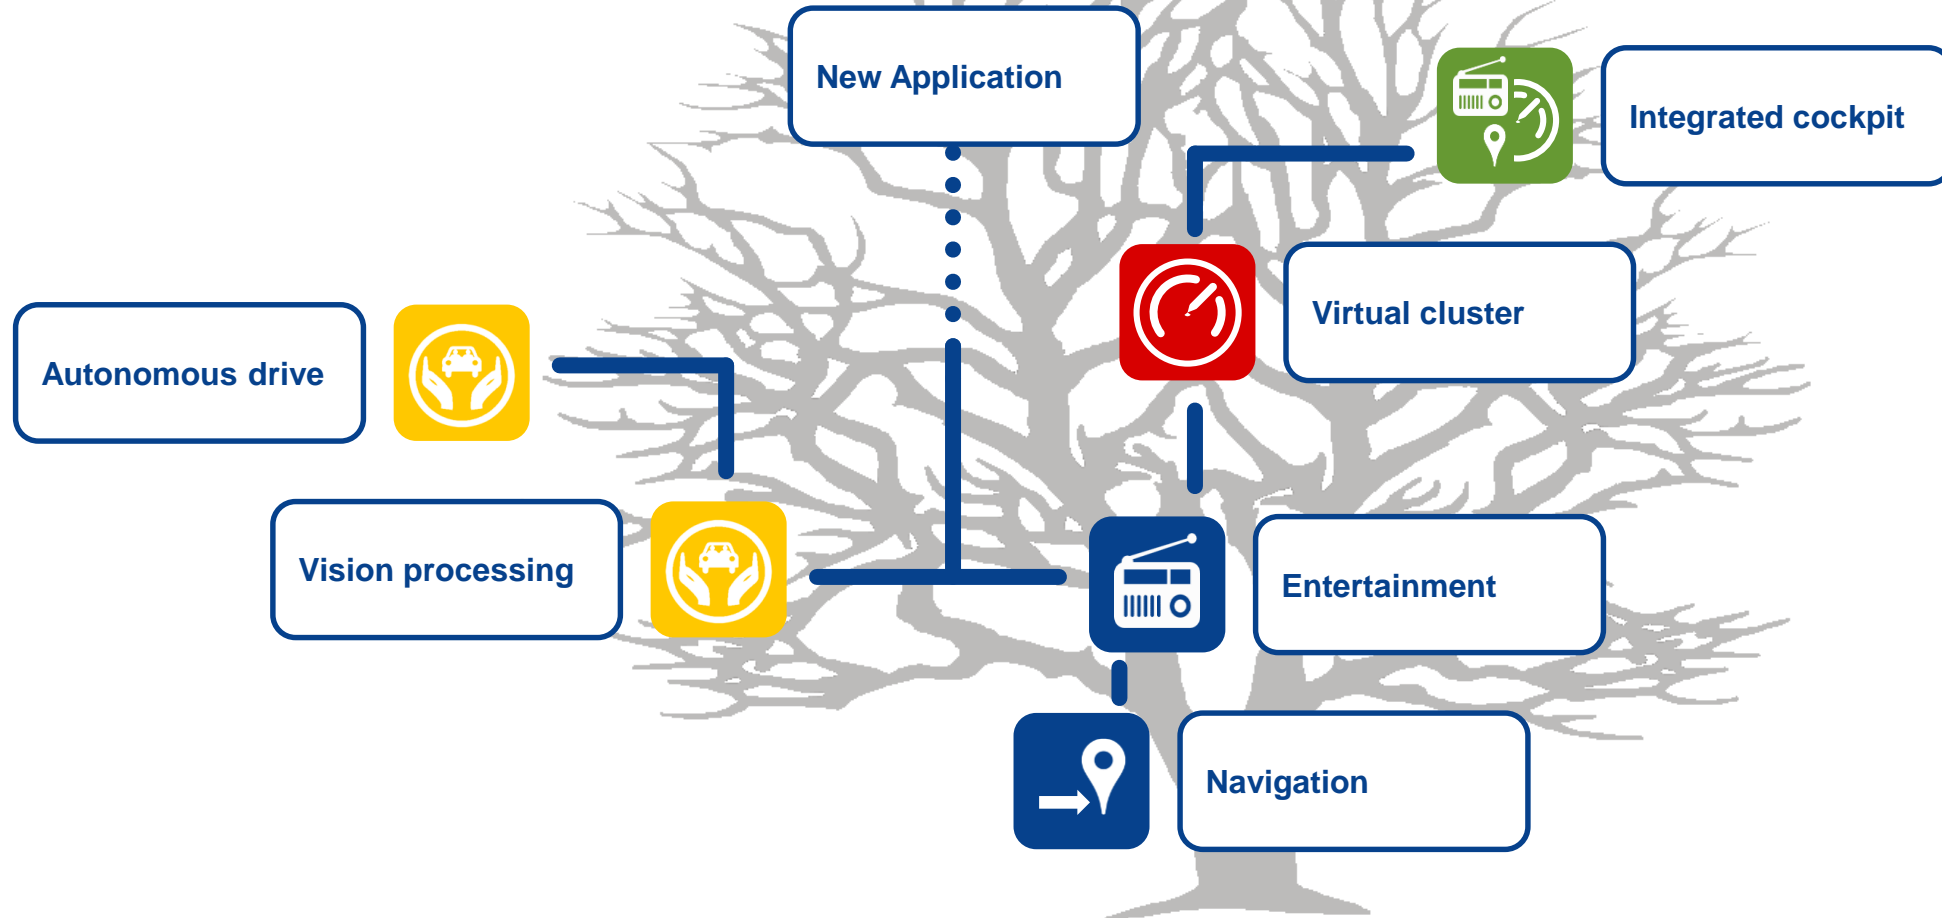 New Application
Integrated cockpit
Virtual cluster
Autonomous drive
Vision processing
Entertainment
Navigation